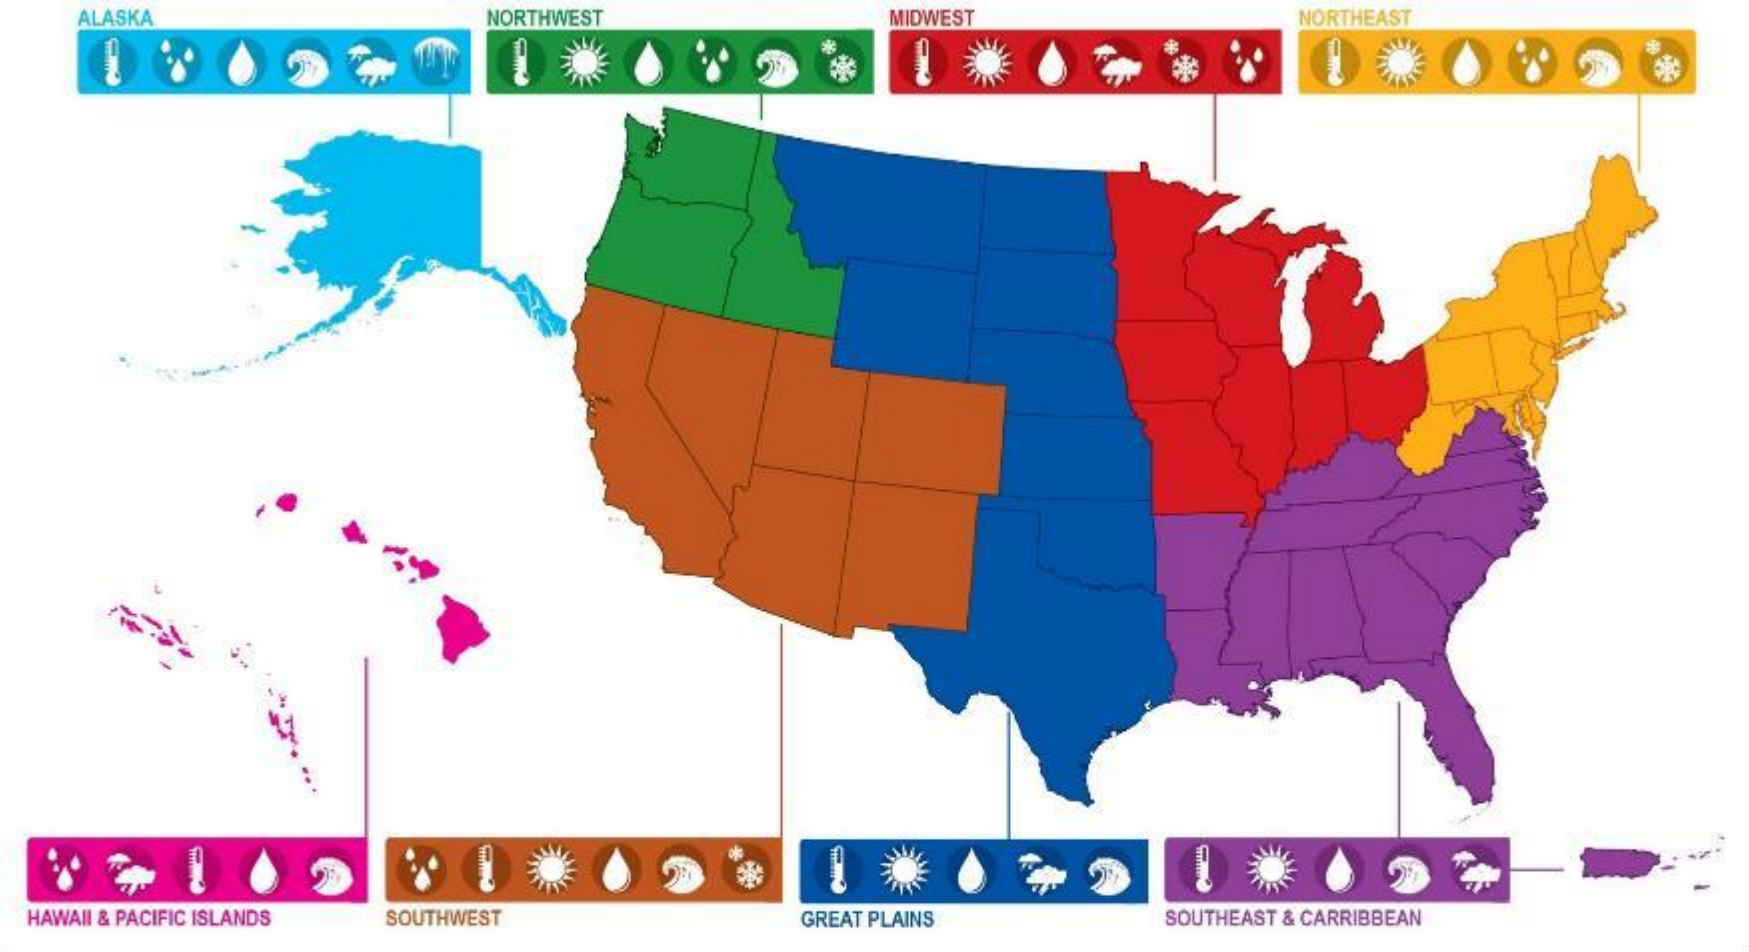 ALASKA
NORTHWEST
MIDWEST
NORTHEAST
HAWAII & PACIFIC ISLANDS
SOUTHWEST
GREAT PLAINS
SOUTHEAST & CARRIBBEAN